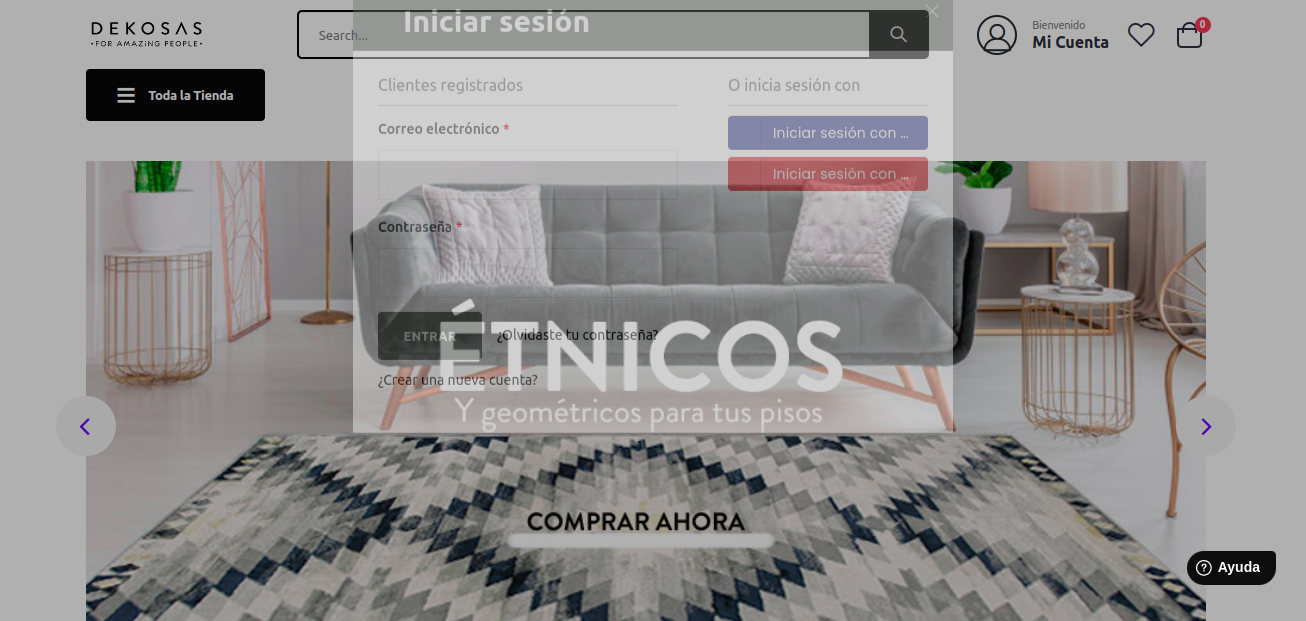 DEKOSAS
•FOR AMAZiNG PEOPLE•
Search...
Iniciar sesión
Bienvenido
Mi Cuenta
0
Toda la Tienda
Clientes registrados
O inicia sesión con
Correo electrónico *
Iniciar sesión con ...
Iniciar sesión con ...
Contraseña *
ENTRAR
¿Olvidaste tu contraseña?
¿Crear una nueva cuenta?
ÉTNICOS
Y geométricos para tus pisos
COMPRAR AHORA
Ayuda